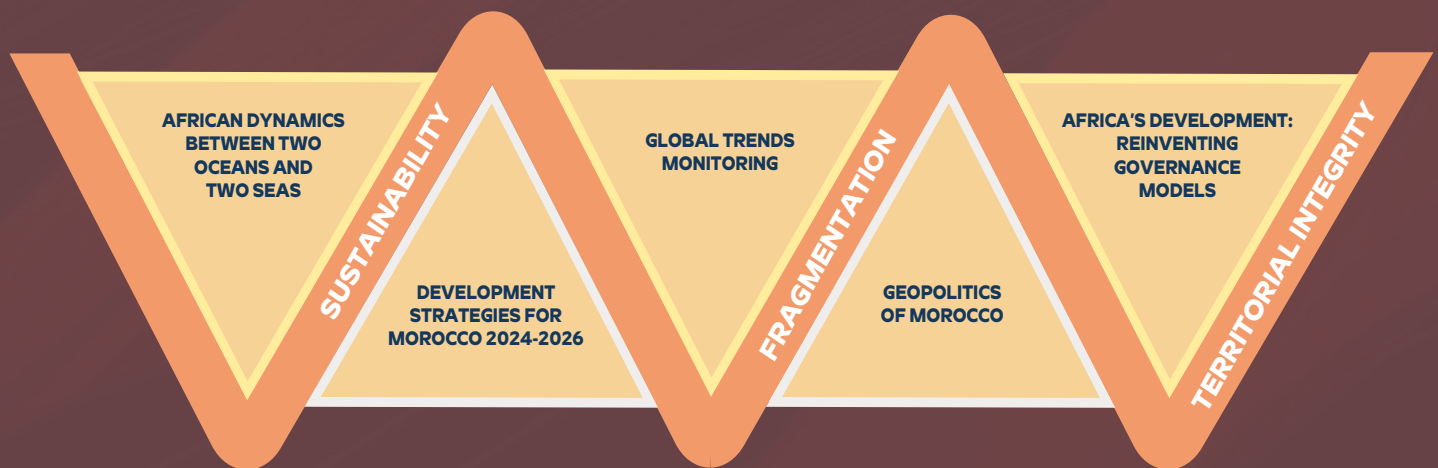 AFRICAN DYNAMICS
BETWEEN TWO
OCEANS AND
TWO SEAS
SUSTAINABILITY
DEVELOPMENT
STRATEGIES FOR
MOROCCO 2024-2026
GLOBAL TRENDS
MONITORING
FRAGMENTATION
GEOPOLITICS
OF MOROCCO
AFRICA'S DEVELOPMENT:
REINVENTING
GOVERNANCE
MODELS
TERRITORIAL INTEGRITY